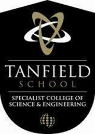 TANFIELD
SCHOOL
SPECIALIST COLLEGE OF
SCIENCE & ENGINEERING